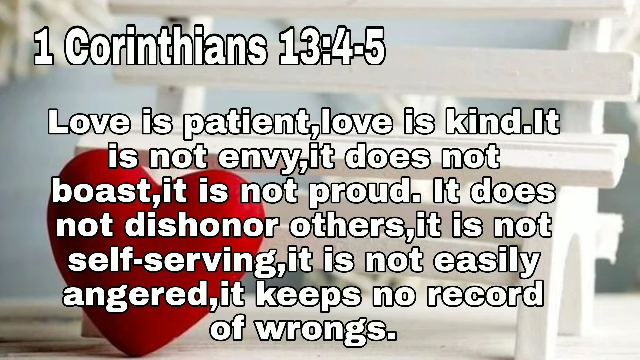 1 Corinthians 13:4-5
Love is patient,love is kind.It
is not envy,it does not
boast,it is not proud. It does
not dishonor others,it is not
self-serving,it is not easily
angered,it keeps no record
of wrongs.